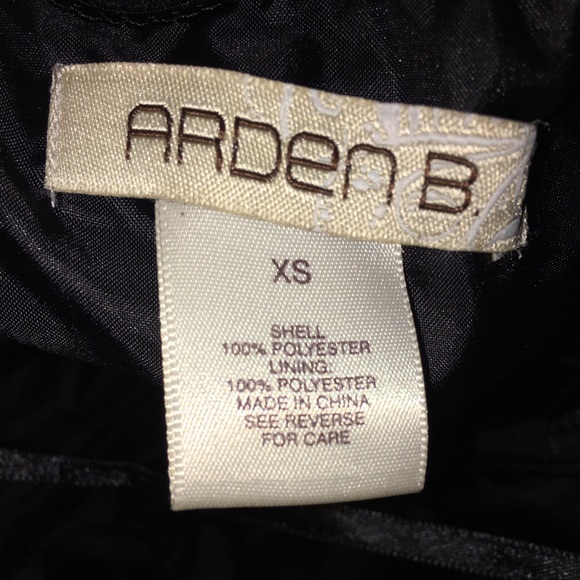 ARDen B.
XS
SHELL
100% POLYESTER
LINING:
100% POLYESTER
MADE IN CHINA
SEE REVERSE
FOR CARE